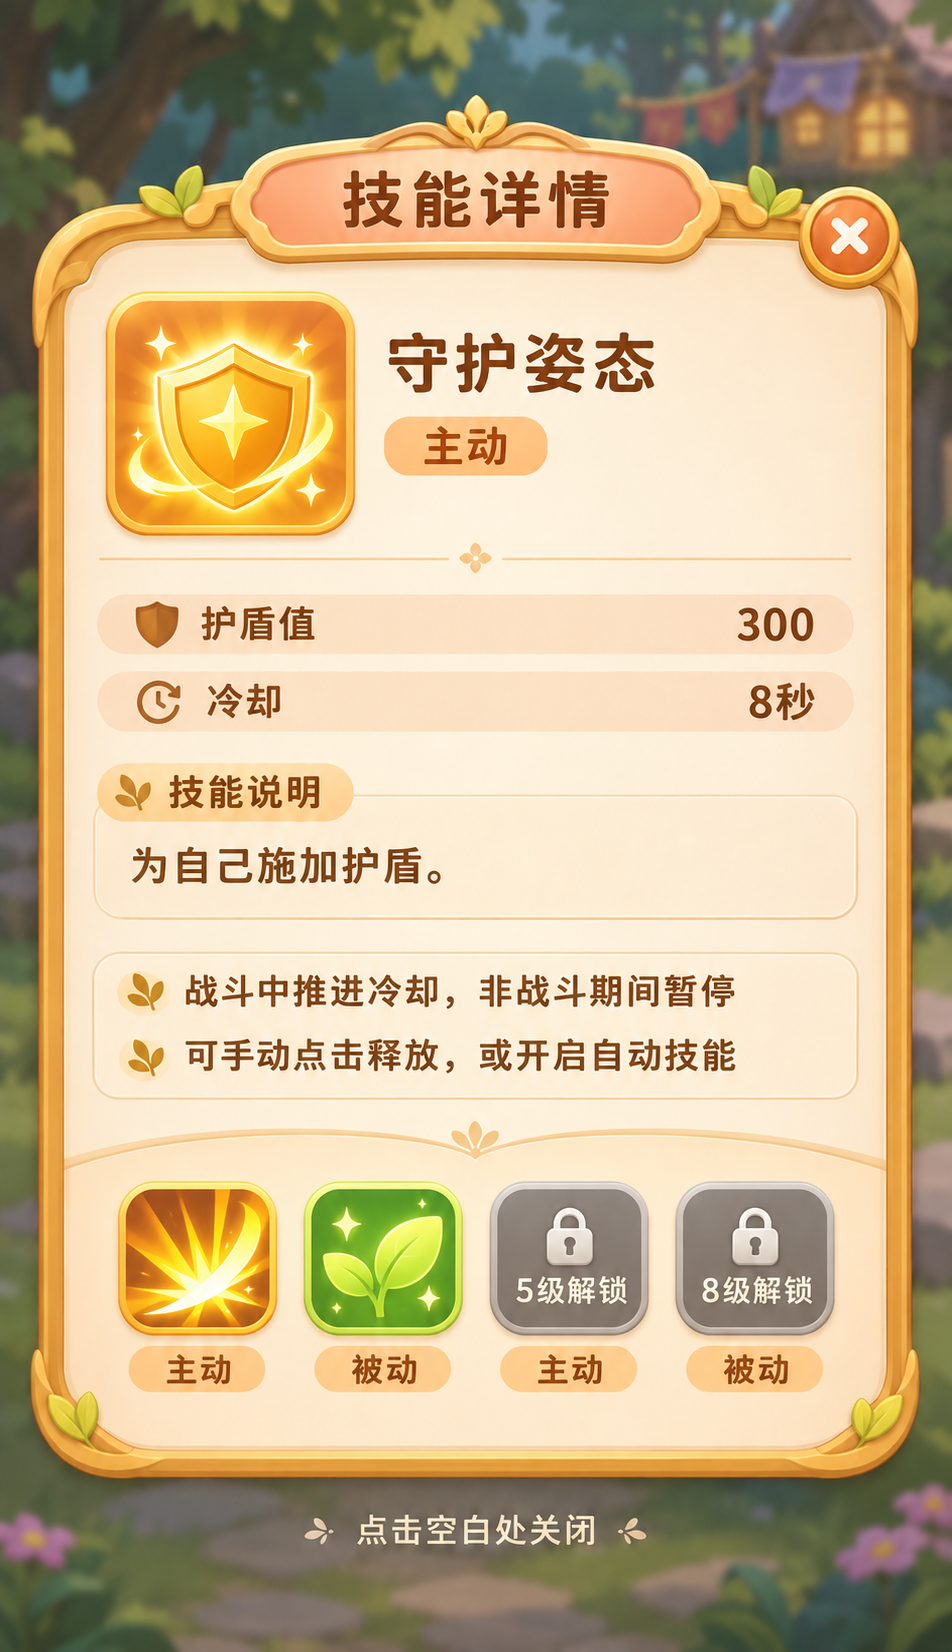 技能详情
守护姿态
主动
护盾值 300
冷却 8秒
技能说明
为自己施加护盾。
战斗中推进冷却，非战斗期间暂停
可手动点击释放，或开启自动技能
5级解锁 8级解锁
主动 被动 主动 被动
点击空白处关闭